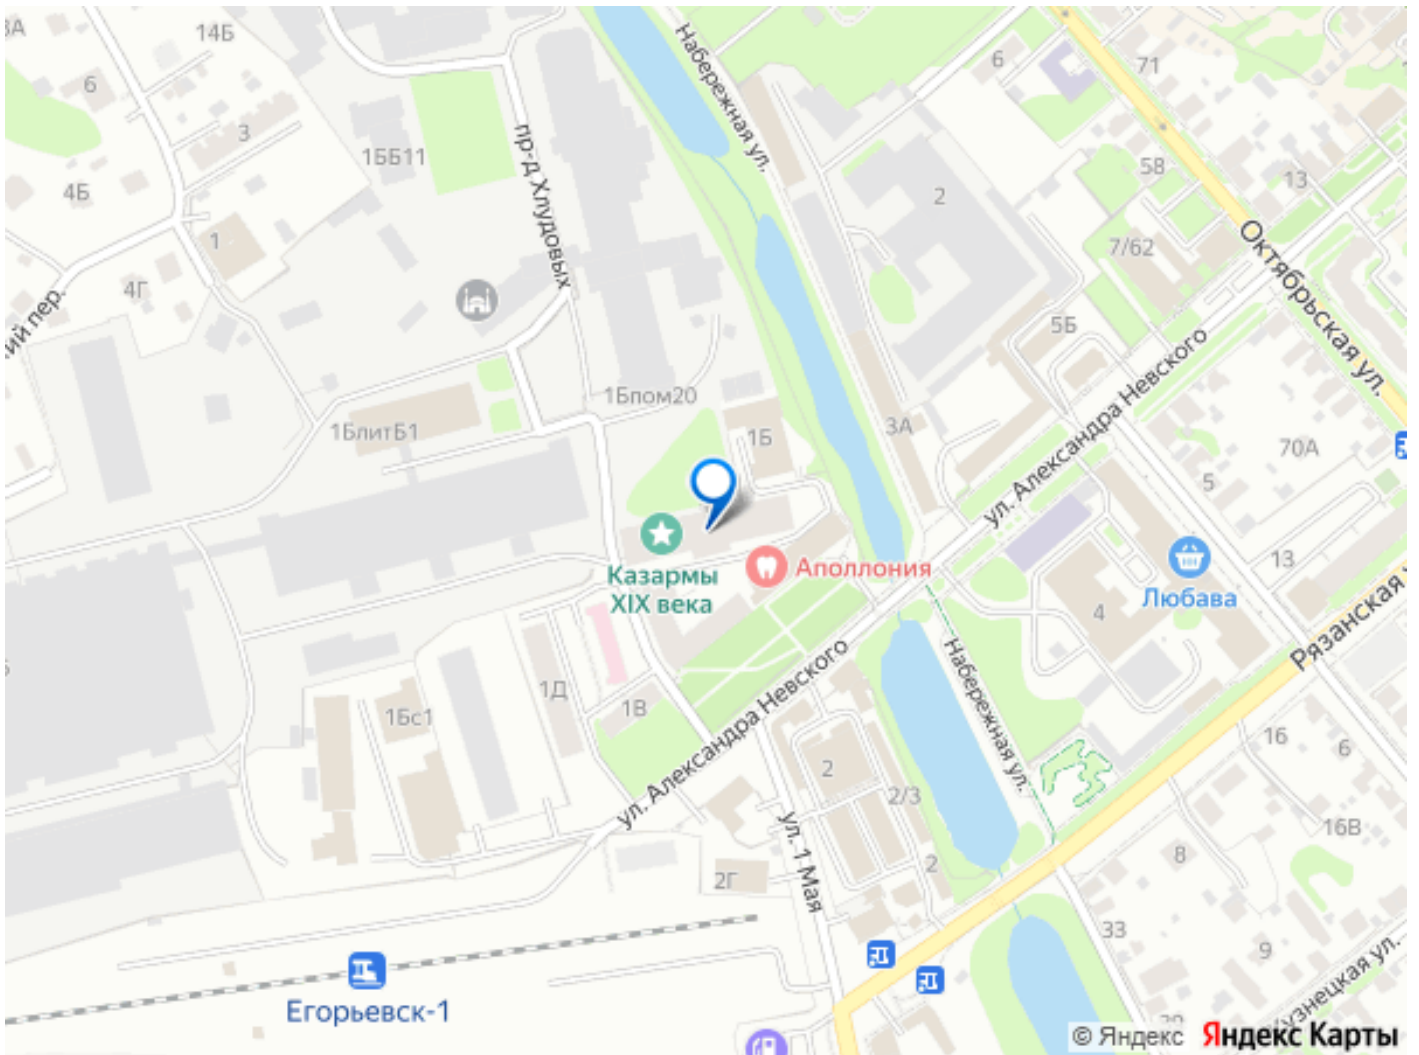 3А
14Б
6
3
1ББ11
4Б
1
4Г
ий пер.
пр-д Хлудовых
Набережная ул.
6
71
58
13
2
7/62
5Б
Октябрьская ул.
1Бпом20
1БлитБ1
1Б
3А
ул. Александра Невского
70А
5
13
Казармы
XIX века
Аполлония
Любава
4
Рязанская
1Д
1В
1Бс1
ул. Александра Невского
Набережная ул.
16
6
2
2/3
16В
ул. 1 Мая
2
8
2Г
33
9
Егорьевск-1
Кузнецкая ул.
© Яндекс
Яндекс Карты